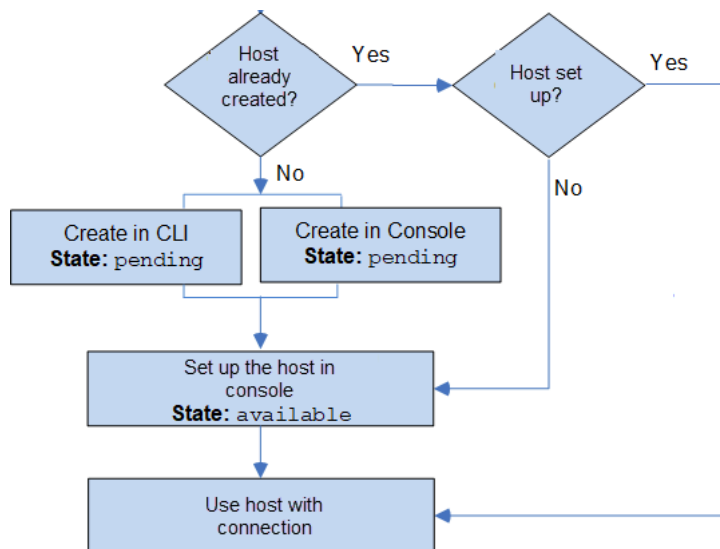 Host
already
created?
Yes
Host set
up?
Yes
No
No
Create in CLI
State: pending
Create in Console
State: pending
Set up the host in
console
State: available
Use host with
connection